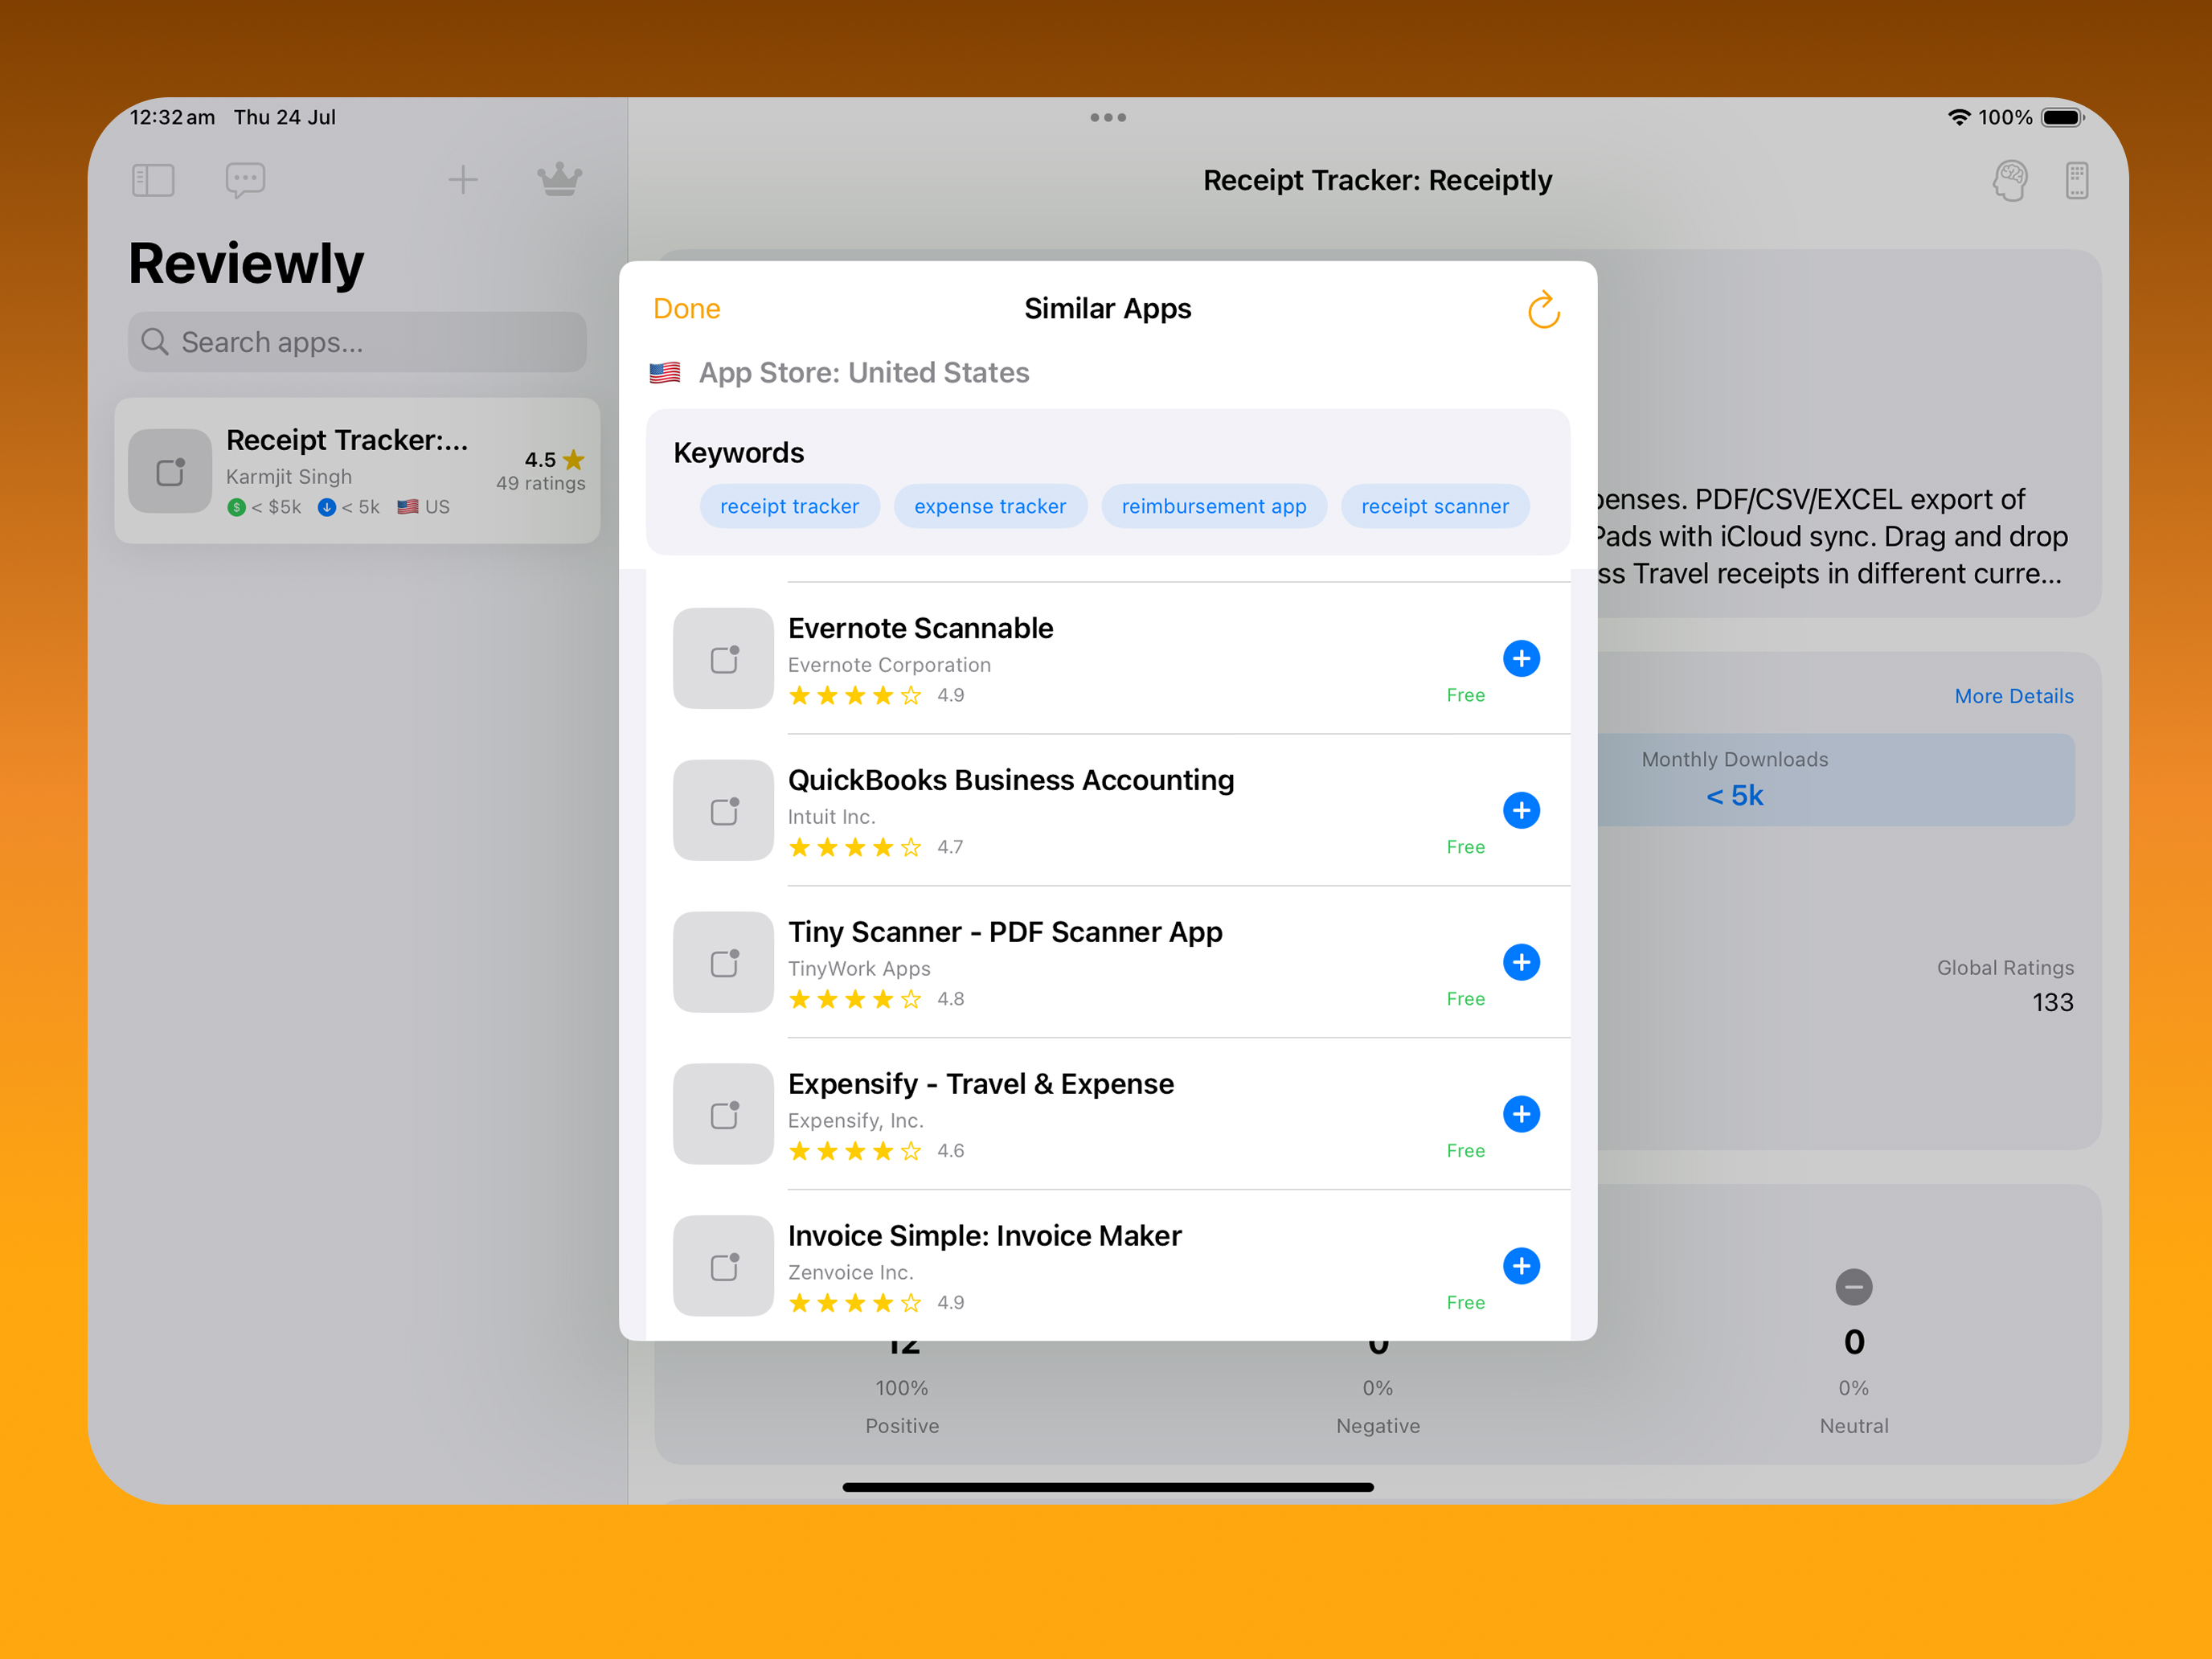 12:32 am Thu 24 Jul
100%
Reviewly
Search apps...
Receipt Tracker:...
Karmjit Singh
< $5k < 5k US
4.5
49 ratings
Receipt Tracker: Receiptly
Done
Similar Apps
App Store: United States
Keywords
receipt tracker
expense tracker
reimbursement app
receipt scanner
Evernote Scannable
Evernote Corporation
4.9
Free
QuickBooks Business Accounting
Intuit Inc.
4.7
Free
Tiny Scanner - PDF Scanner App
TinyWork Apps
4.8
Free
Expensify - Travel & Expense
Expensify, Inc.
4.6
Free
Invoice Simple: Invoice Maker
Zenvoice Inc.
4.9
Free
PDF/CSV/EXCEL export of
with iCloud sync. Drag and drop
Travel receipts in different curre...
More Details
Monthly Downloads
< 5k
Global Ratings
133
12
0
0
100%
0%
0%
Positive
Negative
Neutral